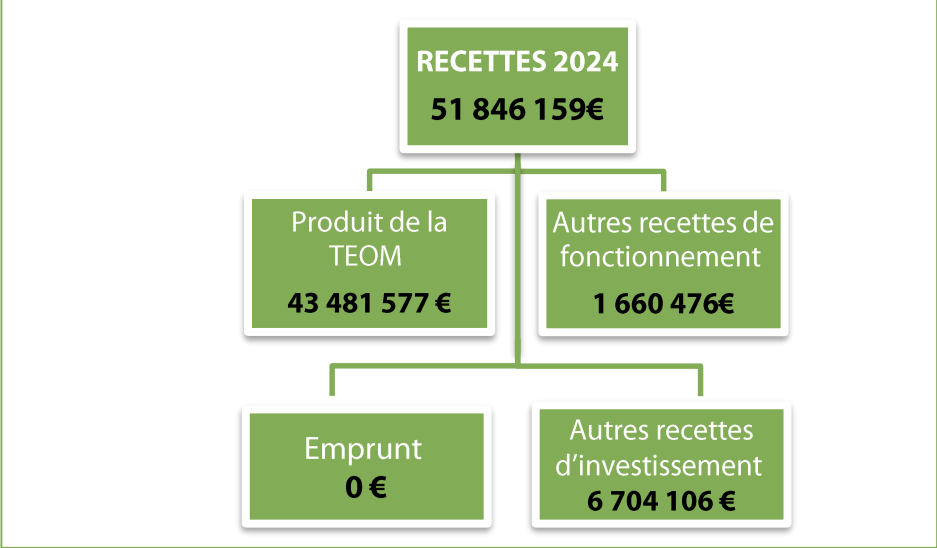 RECETTES 2024
51 846 159€
Produit de la
TEOM
43 481 577 €
Autres recettes de
fonctionnement
1 660 476€
Emprunt
0 €
Autres recettes
d’investissement
6 704 106 €